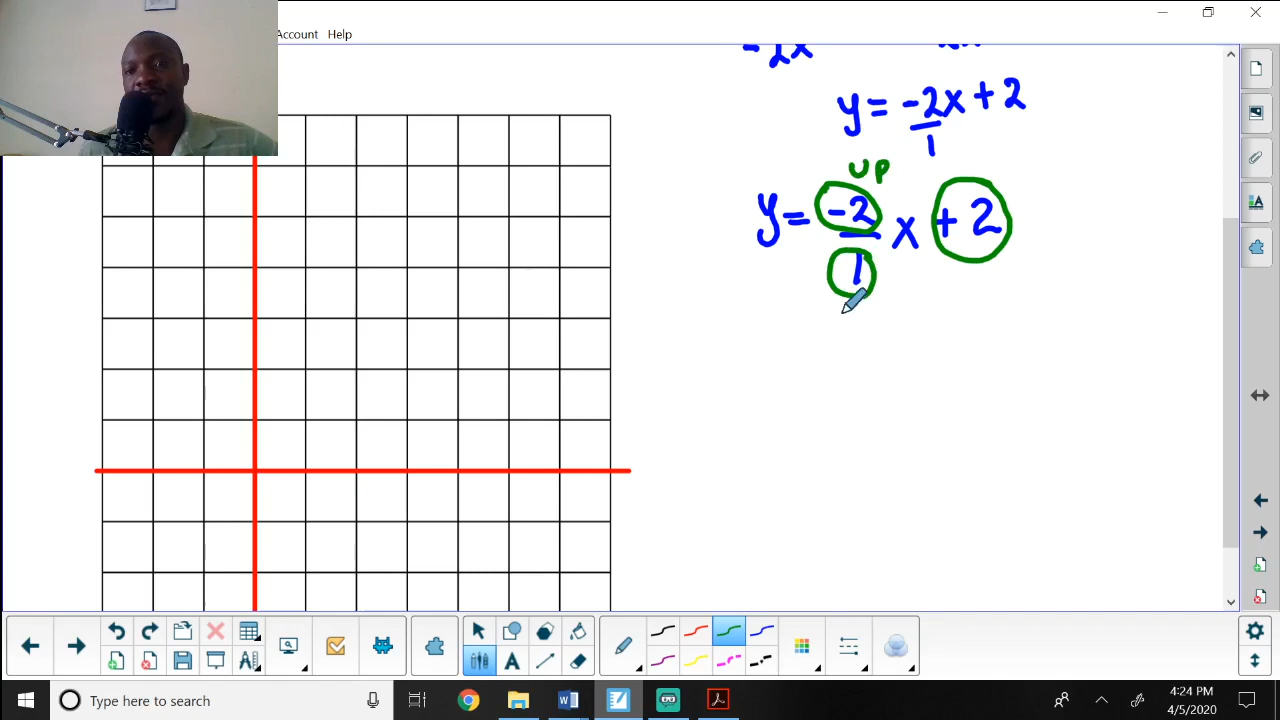 Account Help
-2x
y = -2x + 2
1
UP
y = -2 x + 2
1
Type here to search
4:24 PM
4/5/2020